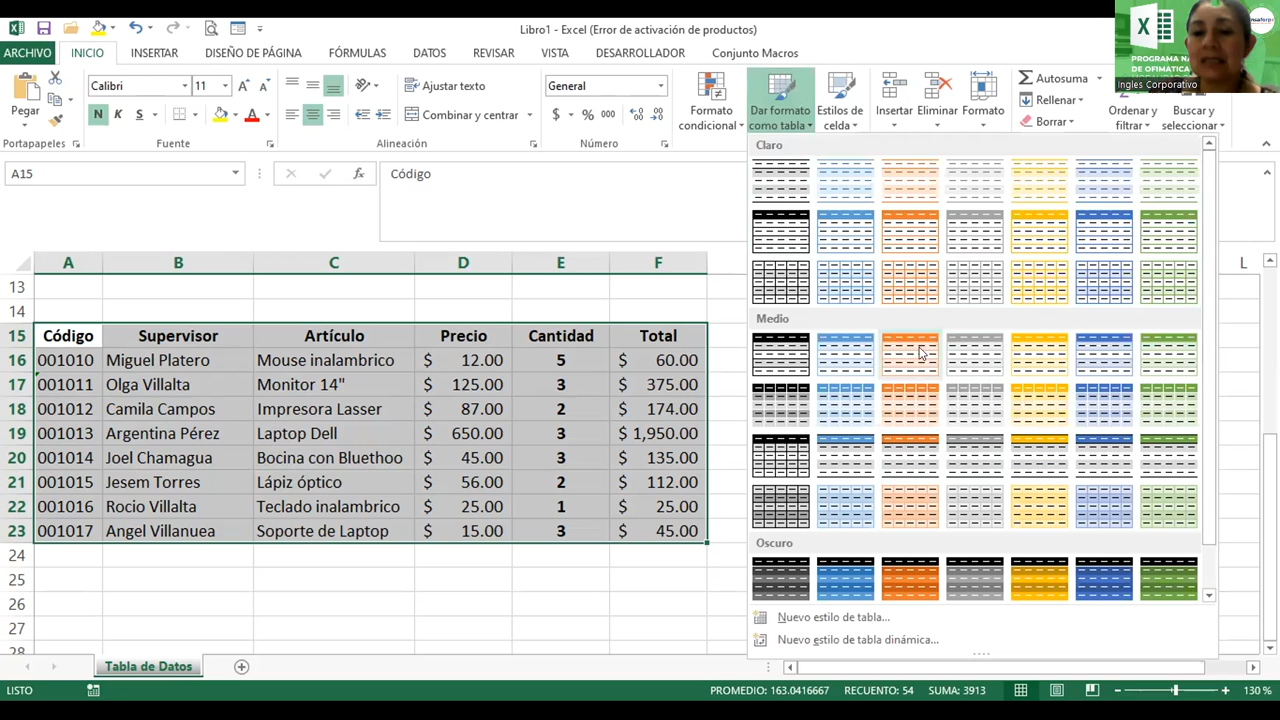 Libro1 - Excel (Error de activación de productos)
ARCHIVO INICIO INSERTAR DISEÑO DE PÁGINA FÓRMULAS DATOS REVISAR VISTA DESARROLLADOR Conjunto Macros
PROGRAMA NA
DE OFIMÁTICA
Ingles Corporativo
Pegar
Calibri 11
N K S
Ajustar texto
Combinar y centrar
General
$ % 000
Formato condicional
Dar formato como tabla
Estilos de celda
Insertar
Eliminar
Formato
Autosuma
Rellenar
Borrar
Ordenar y filtrar
Buscar y seleccionar
Portapapeles Fuente Alineación Número
A15 fx Código
Claro
Medio
Oscuro
Nuevo estilo de tabla...
Nuevo estilo de tabla dinámica...
A B C D E F L
13
14
15 Código Supervisor Artículo Precio Cantidad Total
16 001010 Miguel Platero Mouse inalambrico $ 12.00 5 $ 60.00
17 001011 Olga Villalta Monitor 14" $ 125.00 3 $ 375.00
18 001012 Camila Campos Impresora Lasser $ 87.00 2 $ 174.00
19 001013 Argentina Pérez Laptop Dell $ 650.00 3 $ 1,950.00
20 001014 Joel Chamagua Bocina con Bluethoo $ 45.00 3 $ 135.00
21 001015 Jesem Torres Lápiz óptico $ 56.00 2 $ 112.00
22 001016 Rocio Villalta Teclado inalambrico $ 25.00 1 $ 25.00
23 001017 Angel Villanuea Soporte de Laptop $ 15.00 3 $ 45.00
24
25
26
27
28
Tabla de Datos
LISTO PROMEDIO: 163.0416667 RECUENTO: 54 SUMA: 3913 130 %